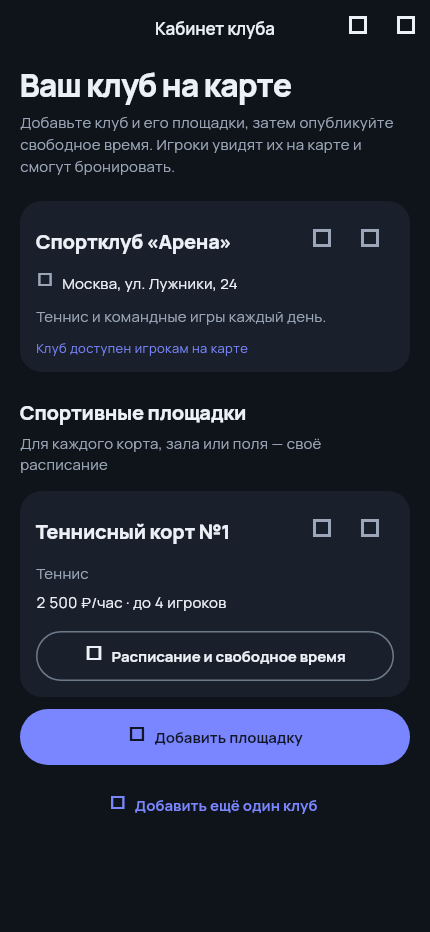 Кабинет клуба
Ваш клуб на карте
Добавьте клуб и его площадки, затем опубликуйте
свободное время. Игроки увидят их на карте и
смогут бронировать.
Спортклуб «Арена»
Москва, ул. Лужники, 24
Теннис и командные игры каждый день.
Клуб доступен игрокам на карте
Спортивные площадки
Для каждого корта, зала или поля — своё
расписание
Теннисный корт №1
Теннис
2 500 ₽/час · до 4 игроков
Расписание и свободное время
Добавить площадку
Добавить ещё один клуб